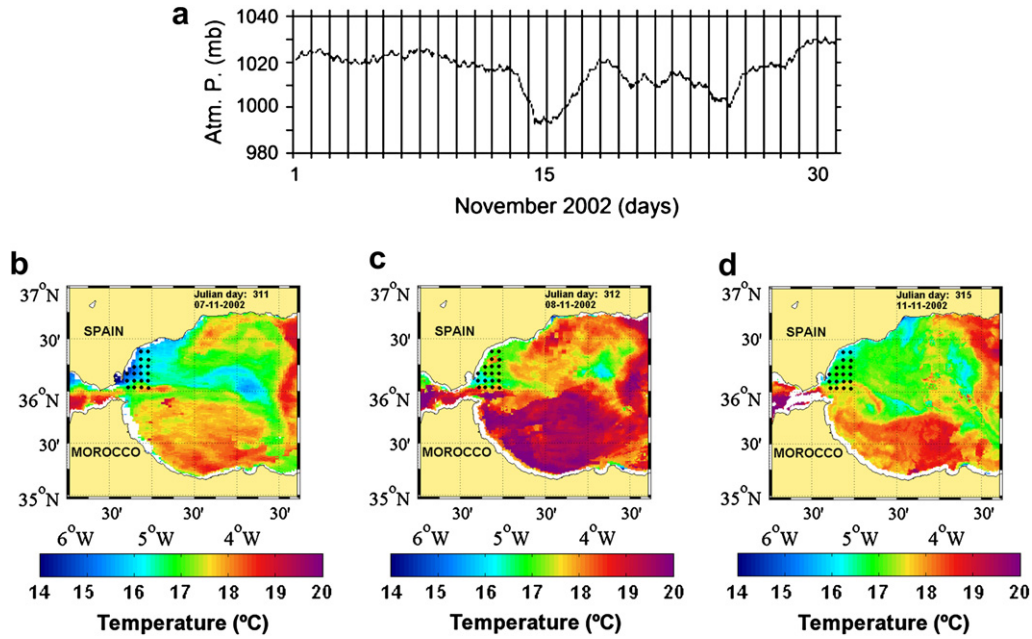 a
Atm. P. (mb)
1040
1020
1000
980
1 15 30
November 2002 (days)
b
37°N
30'
36°N
30'
35°N
Julian day: 311
07-11-2002
SPAIN
MOROCCO
30' 30' 30'
6°W 5°W 4°W
14 15 16 17 18 19 20
Temperature (ºC)
c
37°N
30'
36°N
30'
35°N
Julian day: 312
08-11-2002
SPAIN
MOROCCO
30' 30' 30'
6°W 5°W 4°W
14 15 16 17 18 19 20
Temperature (ºC)
d
37°N
30'
36°N
30'
35°N
Julian day: 315
11-11-2002
SPAIN
MOROCCO
30' 30' 30'
6°W 5°W 4°W
14 15 16 17 18 19 20
Temperature (ºC)